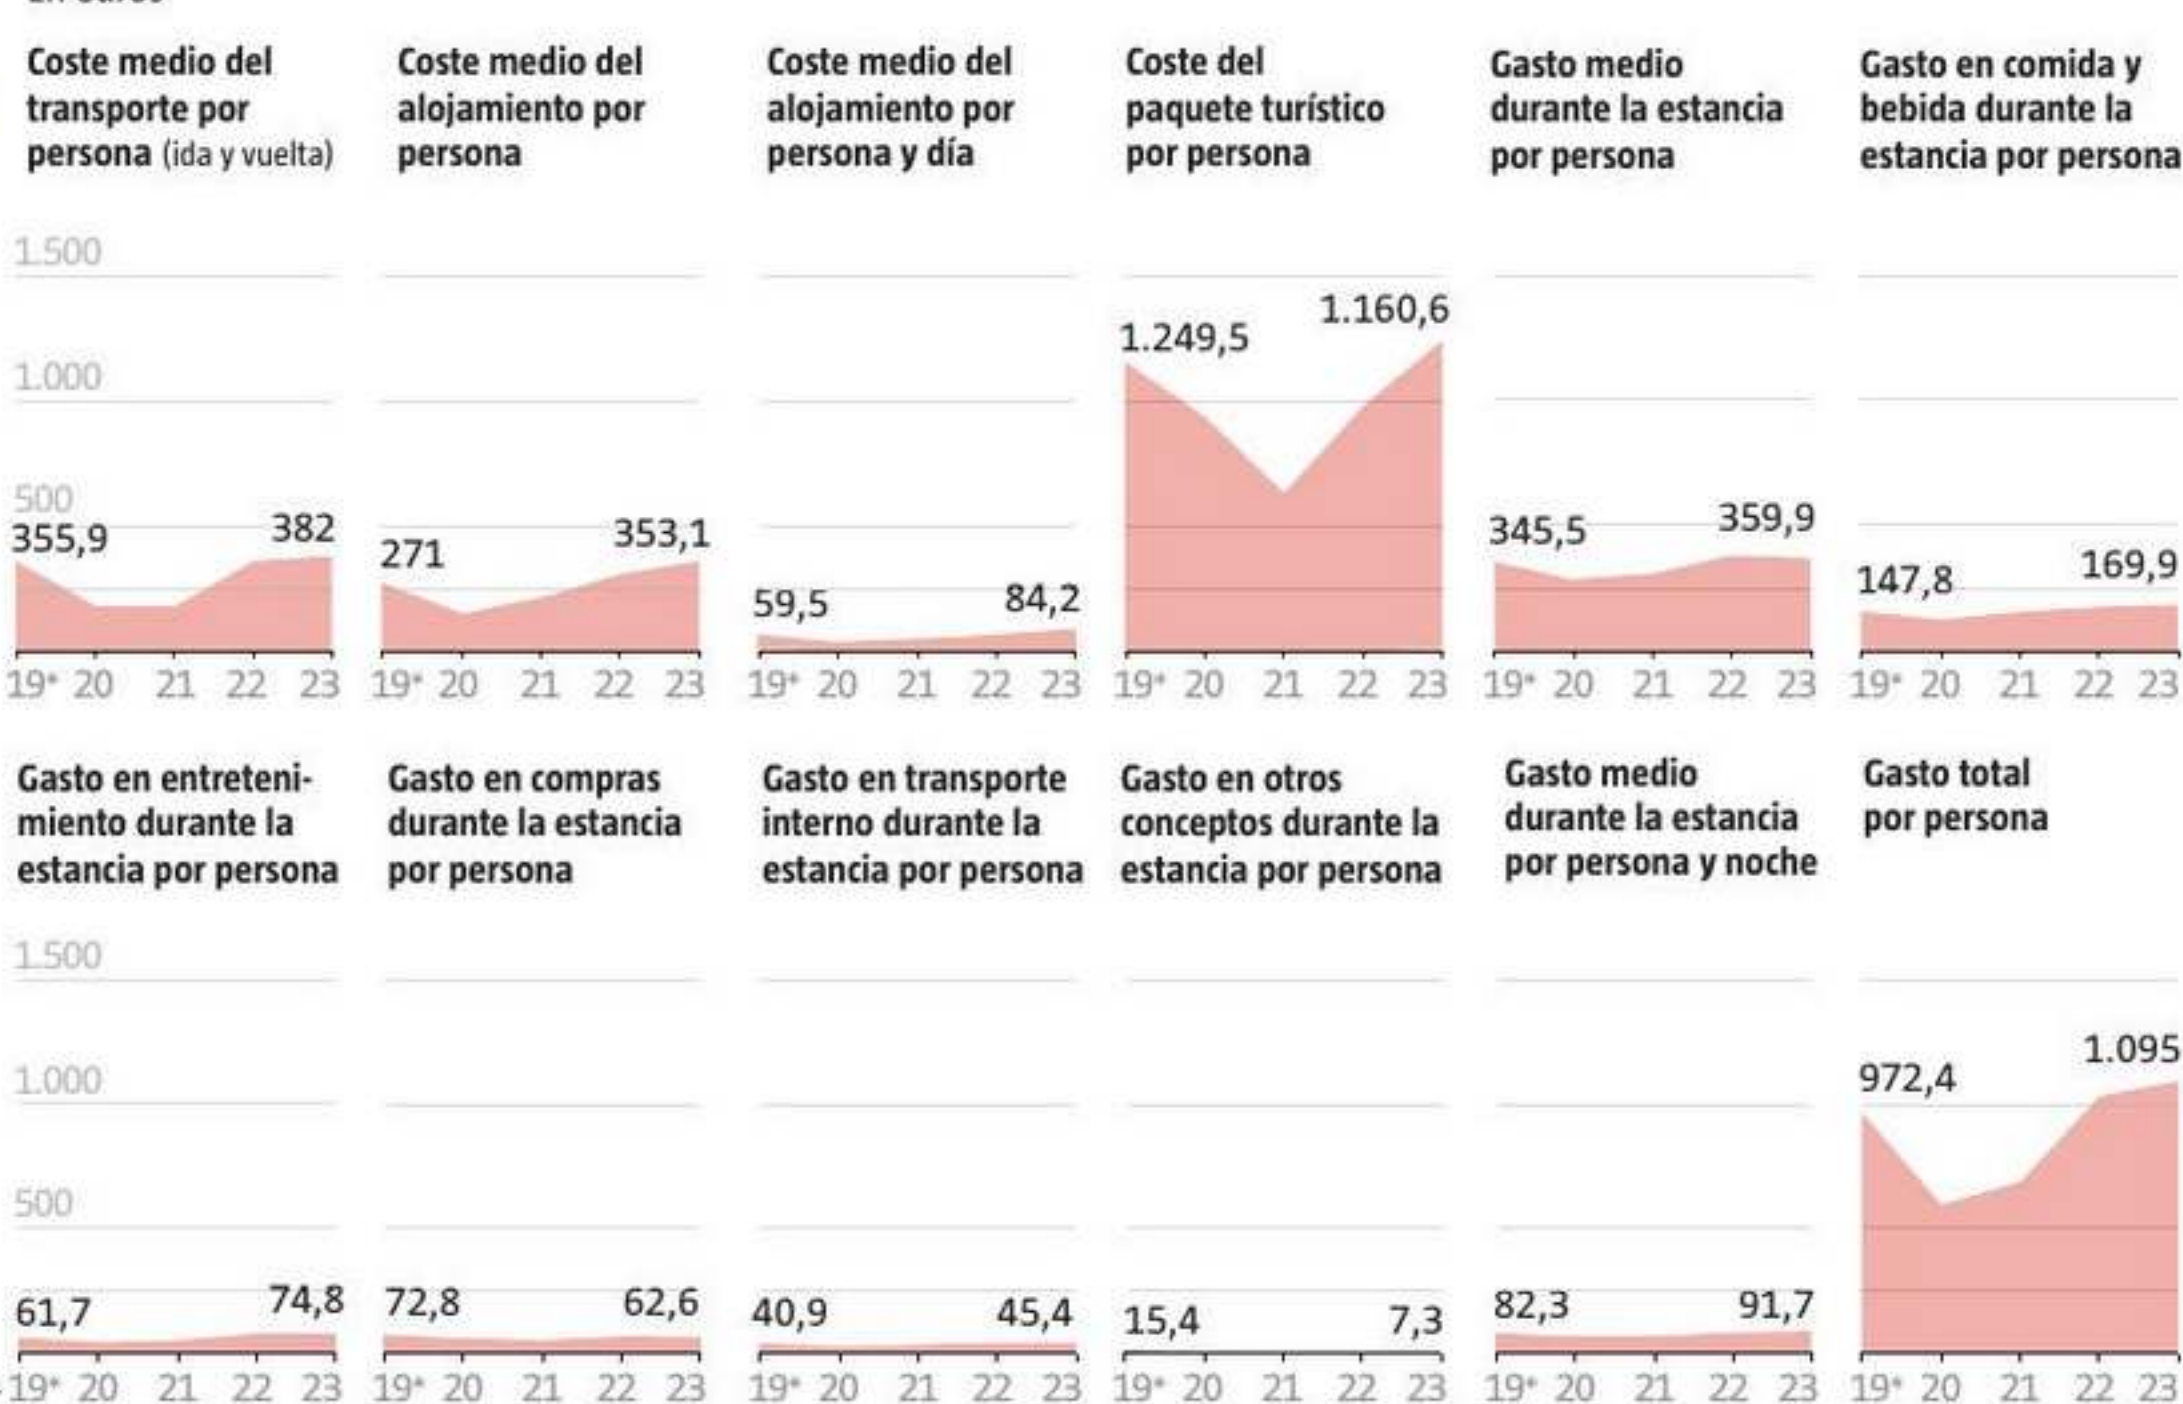 Coste medio del
transporte por
persona (ida y vuelta)
Coste medio del
alojamiento por
persona
Coste medio del
alojamiento por
persona y día
Coste del
paquete turístico
por persona
Gasto medio
durante la estancia
por persona
Gasto en comida y
bebida durante la
estancia por persona
1.500
1.000
500
355,9 382
271 353,1
59,5 84,2
1.249,5 1.160,6
345,5 359,9
147,8 169,9
19* 20 21 22 23
19* 20 21 22 23
19* 20 21 22 23
19* 20 21 22 23
19* 20 21 22 23
19* 20 21 22 23
Gasto en entreteni-
miento durante la
estancia por persona
Gasto en compras
durante la estancia
por persona
Gasto en transporte
interno durante la
estancia por persona
Gasto en otros
conceptos durante la
estancia por persona
Gasto medio
durante la estancia
por persona y noche
Gasto total
por persona
1.500
1.000
500
61,7 74,8
72,8 62,6
40,9 45,4
15,4 7,3
82,3 91,7
972,4 1.095
19* 20 21 22 23
19* 20 21 22 23
19* 20 21 22 23
19* 20 21 22 23
19* 20 21 22 23
19* 20 21 22 23